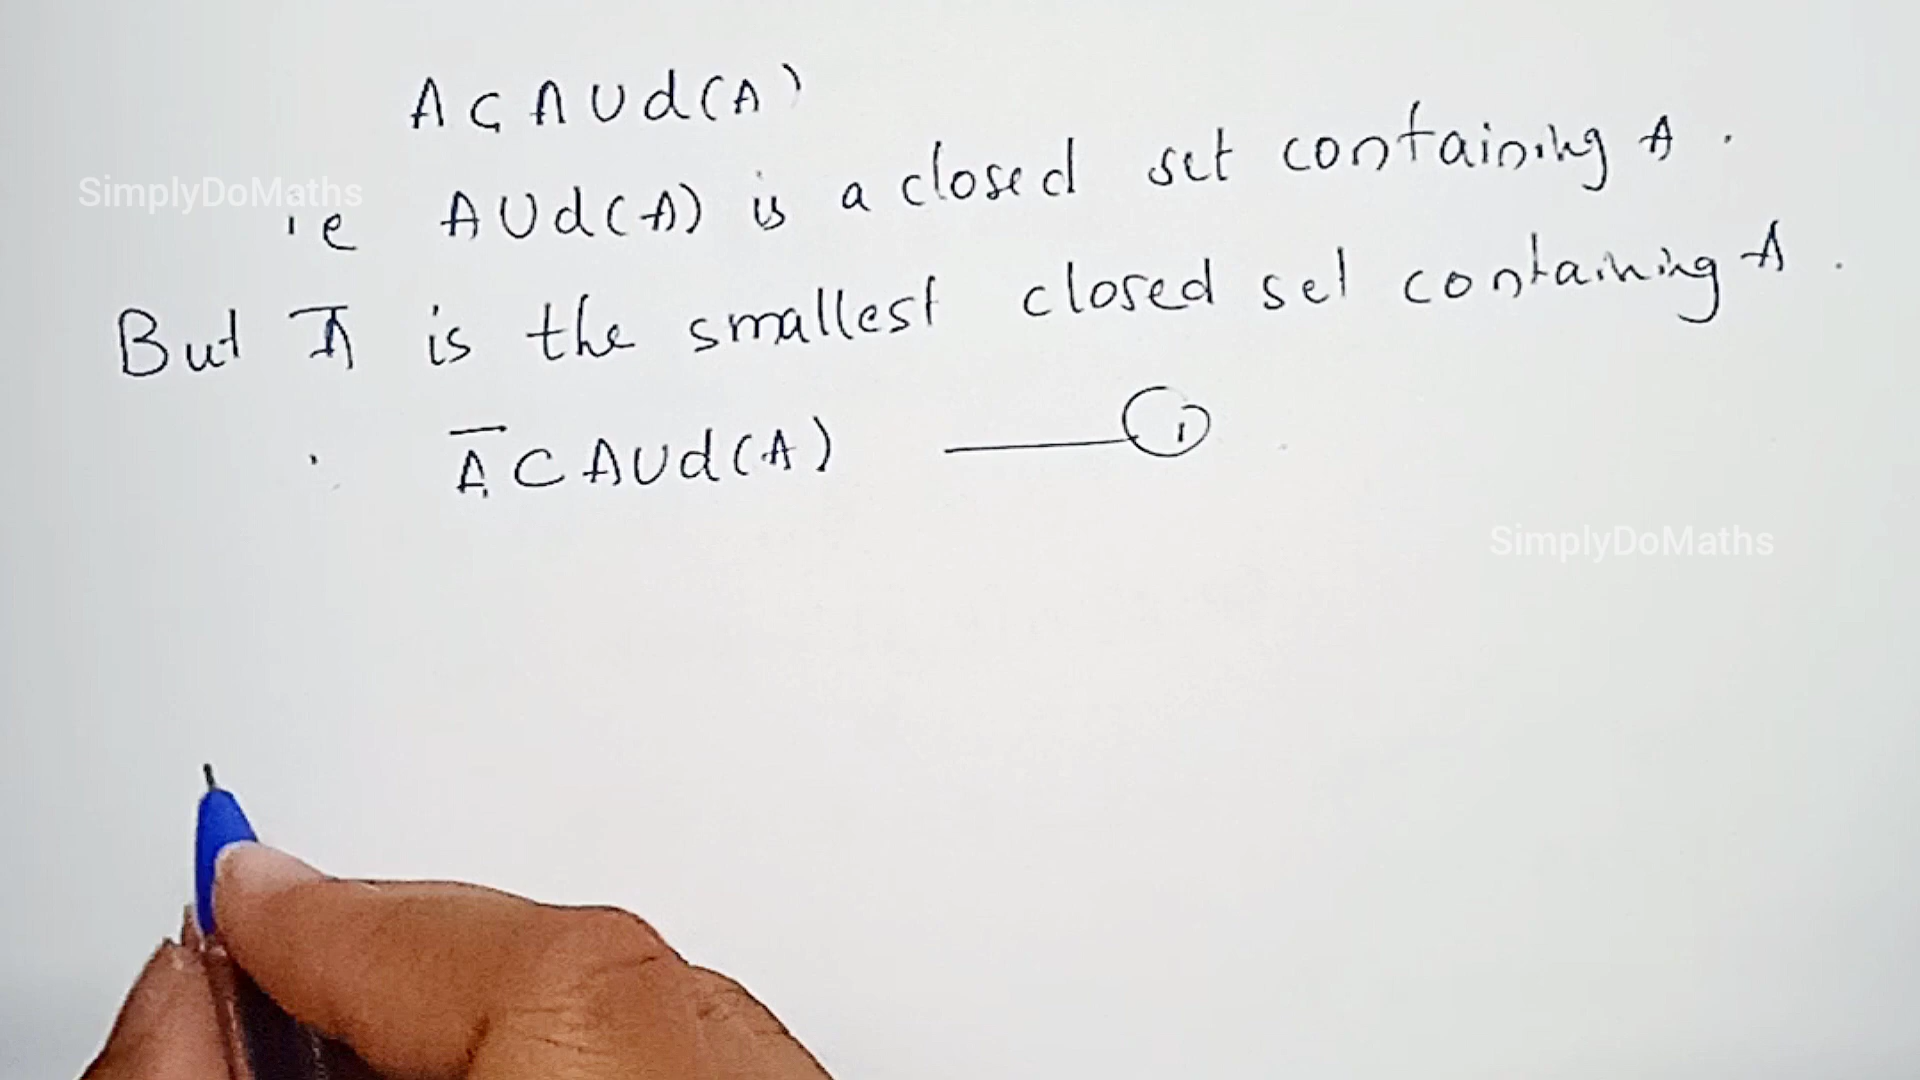 A ⊂ A ∪ d(A)
SimplyDoMaths
ie A∪d(A) is a closed set containing A.
But A̅ is the smallest closed set containing A.
∴ A̅ ⊂ A∪d(A) —— ①
SimplyDoMaths